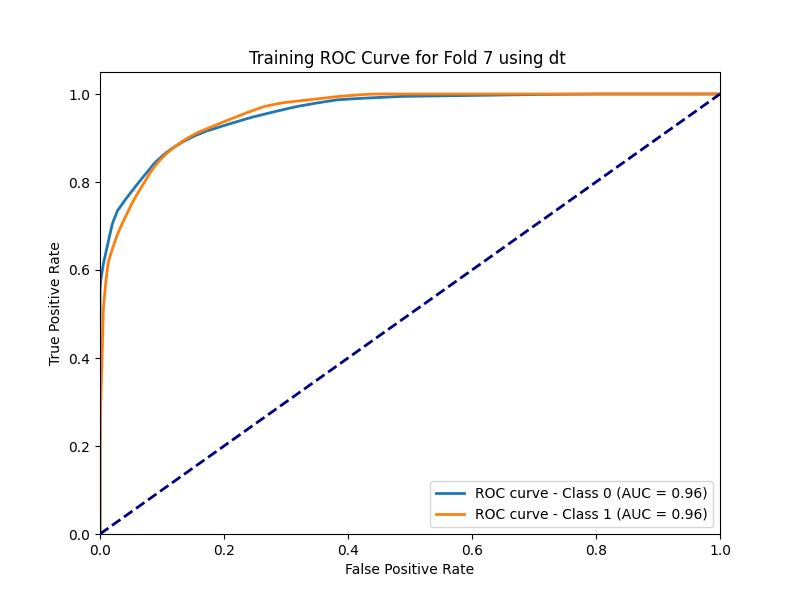 Training ROC Curve for Fold 7 using dt
True Positive Rate
1.0
0.8
0.6
0.4
0.2
0.0
ROC curve - Class 0 (AUC = 0.96)
ROC curve - Class 1 (AUC = 0.96)
0.0 0.2 0.4 0.6 0.8 1.0
False Positive Rate